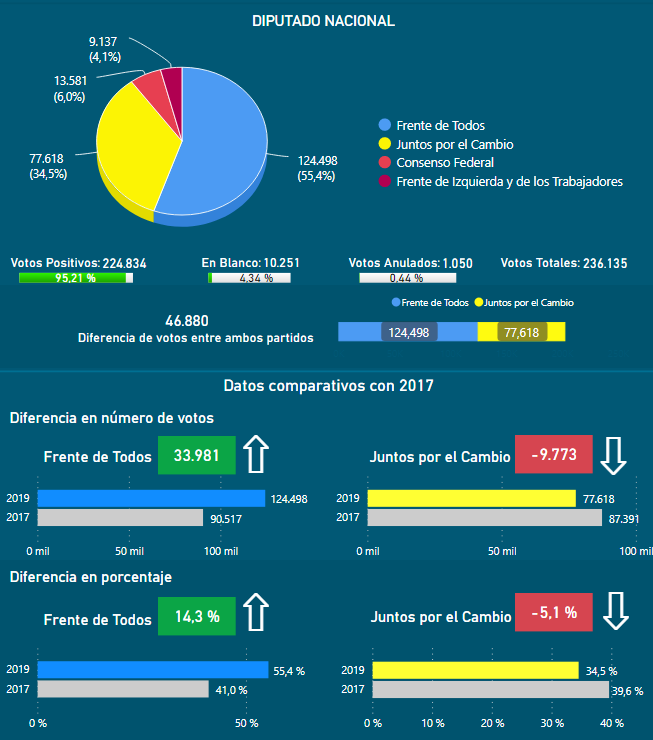 DIPUTADO NACIONAL
9.137
(4,1%)
13.581
(6,0%)
77.618
(34,5%)
124.498
(55,4%)
Frente de Todos
Juntos por el Cambio
Consenso Federal
Frente de Izquierda y de los Trabajadores
Votos Positivos: 224.834
95,21 %
En Blanco: 10.251
4,34 %
Votos Anulados: 1.050
0,44 %
Votos Totales: 236.135
46.880
Diferencia de votos entre ambos partidos
Frente de Todos Juntos por el Cambio
124,498 77,618
Datos comparativos con 2017
Diferencia en número de votos
Frente de Todos 33.981
2019 124.498
2017 90.517
0 mil 50 mil 100 mil
Juntos por el Cambio -9.773
2019 77.618
2017 87.391
0 mil 50 mil 100 mil
Diferencia en porcentaje
Frente de Todos 14,3 %
2019 55,4 %
2017 41,0 %
0 % 50 %
Juntos por el Cambio -5,1 %
2019 34,5 %
2017 39,6 %
0 % 10 % 20 % 30 % 40 %